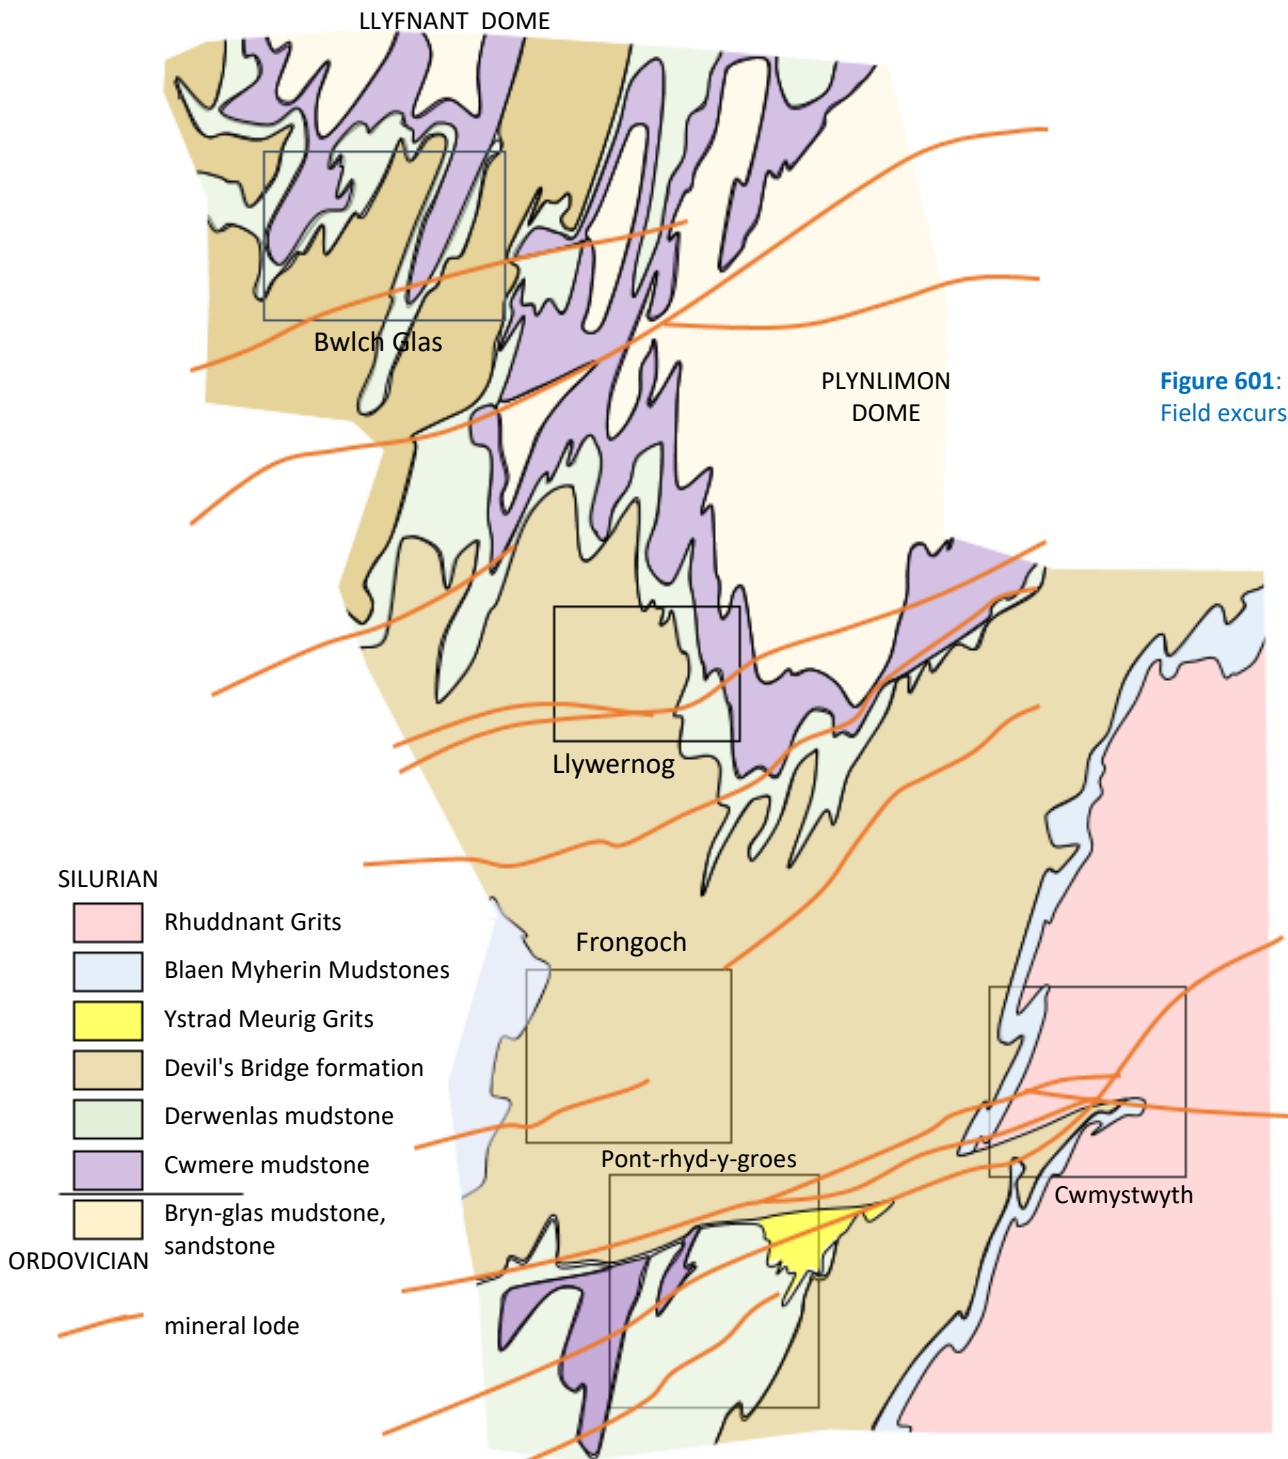 LLYFNANT DOME
Bwlch Glas
PLYNLIMON
DOME
Figure 601:
Field excurs
Llywernog
SILURIAN
Rhuddnant Grits
Blaen Myherin Mudstones
Ystrad Meurig Grits
Devil's Bridge formation
Derwenlas mudstone
Cwmere mudstone
Bryn-glas mudstone,
sandstone
ORDOVICIAN
mineral lode
Frongoch
Pont-rhyd-y-groes
Cwmystwyth